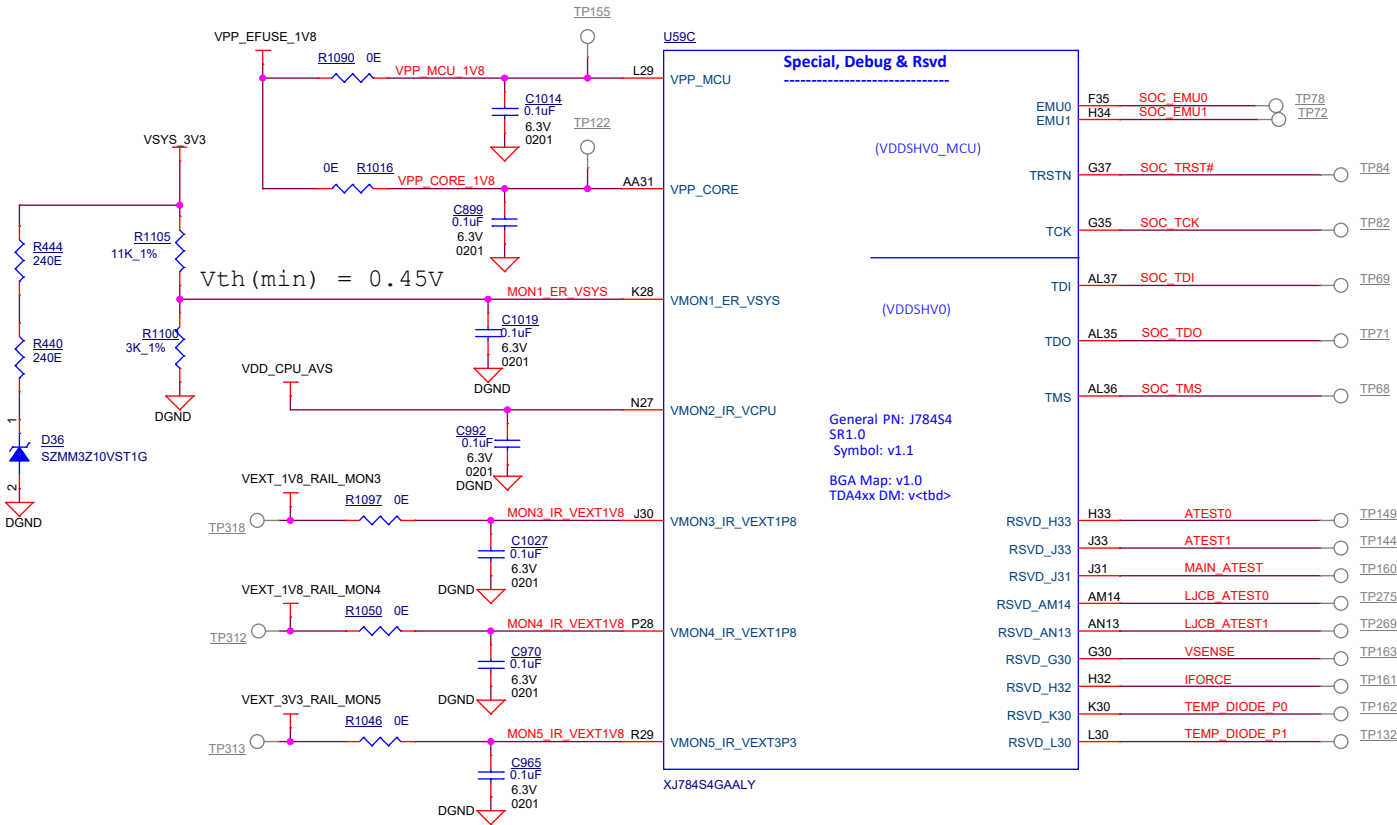 TP155
VPP_EFUSE_1V8
U59C
R1090 0E
VPP_MCU_1V8
L29
VPP_MCU
Special, Debug & Rsvd
------------------------------
C1014
0.1uF
6.3V
0201
TP122
EMU0
F35
SOC_EMU0
TP78
EMU1
H34
SOC_EMU1
TP72
VSYS_3V3
(VDDSHV0_MCU)
0E R1016
VPP_CORE_1V8
AA31
VPP_CORE
TRSTN
G37
SOC_TRST#
TP84
C899
0.1uF
6.3V
0201
TCK
G35
SOC_TCK
TP82
R444
240E
R1105
11K_1%
Vth(min) = 0.45V
MON1_ER_VSYS
K28
VMON1_ER_VSYS
TDI
AL37
SOC_TDI
TP69
(VDDSHV0)
C1019
0.1uF
6.3V
0201
DGND
R440
240E
R1100
3K_1%
DGND
TDO
AL35
SOC_TDO
TP71
VDD_CPU_AVS
N27
VMON2_IR_VCPU
TMS
AL36
SOC_TMS
TP68
C992
0.1uF
6.3V
0201
DGND
1
D36
SZMM3Z10VST1G
2
DGND
General PN: J784S4
SR1.0
Symbol: v1.1
BGA Map: v1.0
TDA4xx DM: v<tbd>
VEXT_1V8_RAIL_MON3
R1097 0E
TP318
MON3_IR_VEXT1V8
J30
VMON3_IR_VEXT1P8
C1027
0.1uF
6.3V
0201
DGND
RSVD_H33
H33
ATEST0
TP149
RSVD_J33
J33
ATEST1
TP144
RSVD_J31
J31
MAIN_ATEST
TP160
RSVD_AM14
AM14
LJCB_ATEST0
TP275
VEXT_1V8_RAIL_MON4
R1050 0E
TP312
MON4_IR_VEXT1V8
P28
VMON4_IR_VEXT1P8
C970
0.1uF
6.3V
0201
DGND
RSVD_AN13
AN13
LJCB_ATEST1
TP269
RSVD_G30
G30
VSENSE
TP163
RSVD_H32
H32
IFORCE
TP161
RSVD_K30
K30
TEMP_DIODE_P0
TP162
VEXT_3V3_RAIL_MON5
R1046 0E
TP313
MON5_IR_VEXT1V8
R29
VMON5_IR_VEXT3P3
RSVD_L30
L30
TEMP_DIODE_P1
TP132
C965
0.1uF
6.3V
0201
DGND
XJ784S4GAALY